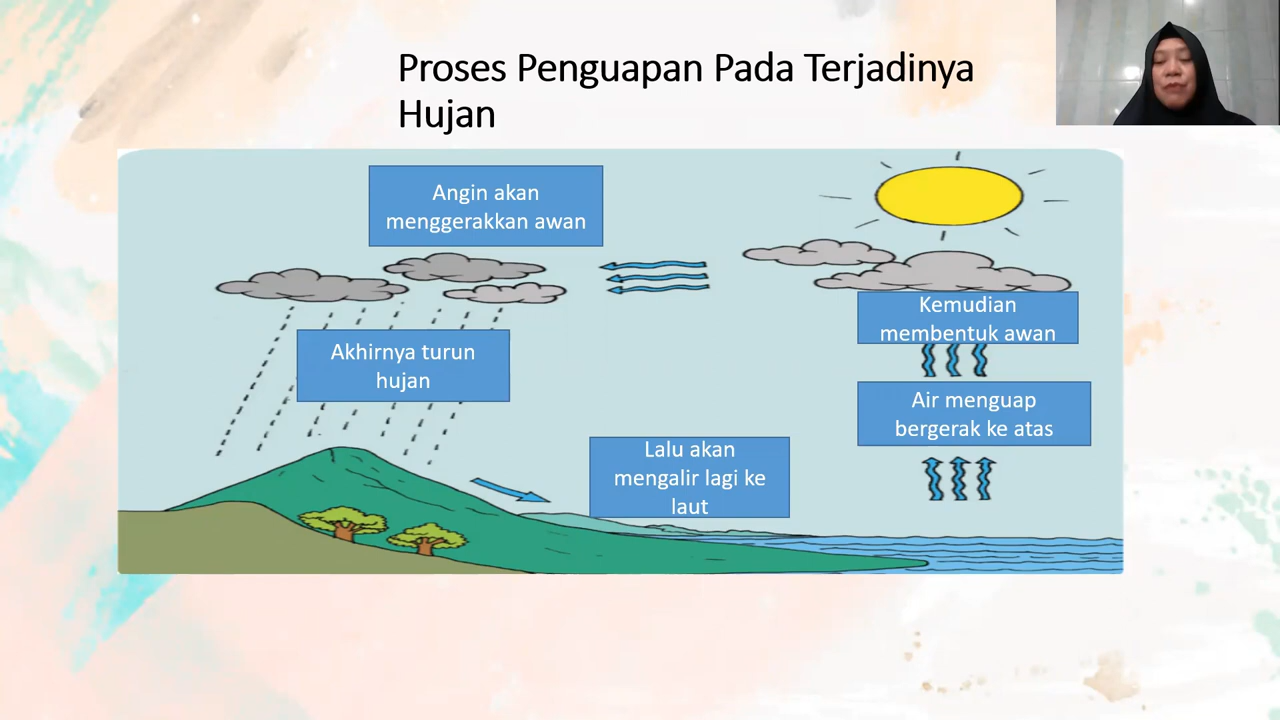 Proses Penguapan Pada Terjadinya
Hujan
Angin akan
menggerakkan awan
Kemudian
membentuk awan
Akhirnya turun
hujan
Air menguap
bergerak ke atas
Lalu akan
mengalir lagi ke
laut